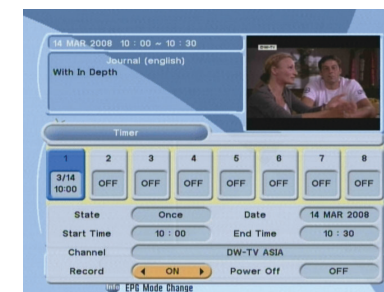 14 MAR 2008 10 : 00 ~ 10 : 30
Journal (english)
With In Depth
DW-TV
Timer
1 2 3 4 5 6 7 8
3/14 10:00 OFF OFF OFF OFF OFF OFF OFF
State Once Date 14 MAR 2008
Start Time 10 : 00 End Time 10 : 30
Channel DW-TV ASIA
Record ON Power Off OFF
Info EPG Mode Change